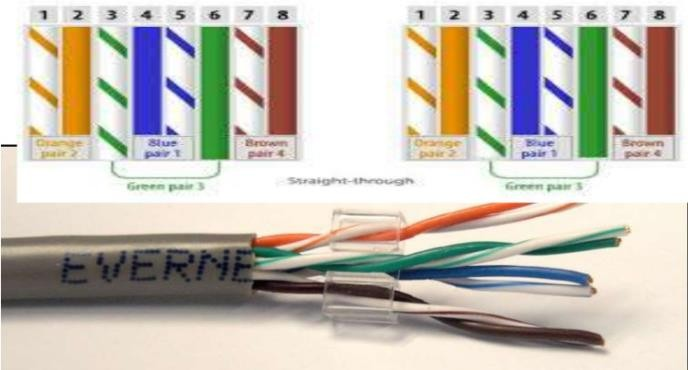 1 2 3 4 5 6 7 8
1 2 3 4 5 6 7 8
Orange pair 2
Blue pair 1
Brown pair 4
Orange pair 2
Blue pair 1
Brown pair 4
Green pair 3
Straight-through
Green pair 3
EVERNE